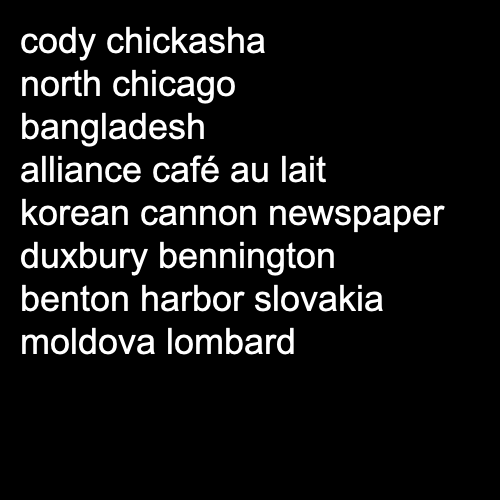 cody chickasha
north chicago
bangladesh
alliance café au lait
korean cannon newspaper
duxbury bennington
benton harbor slovakia
moldova lombard